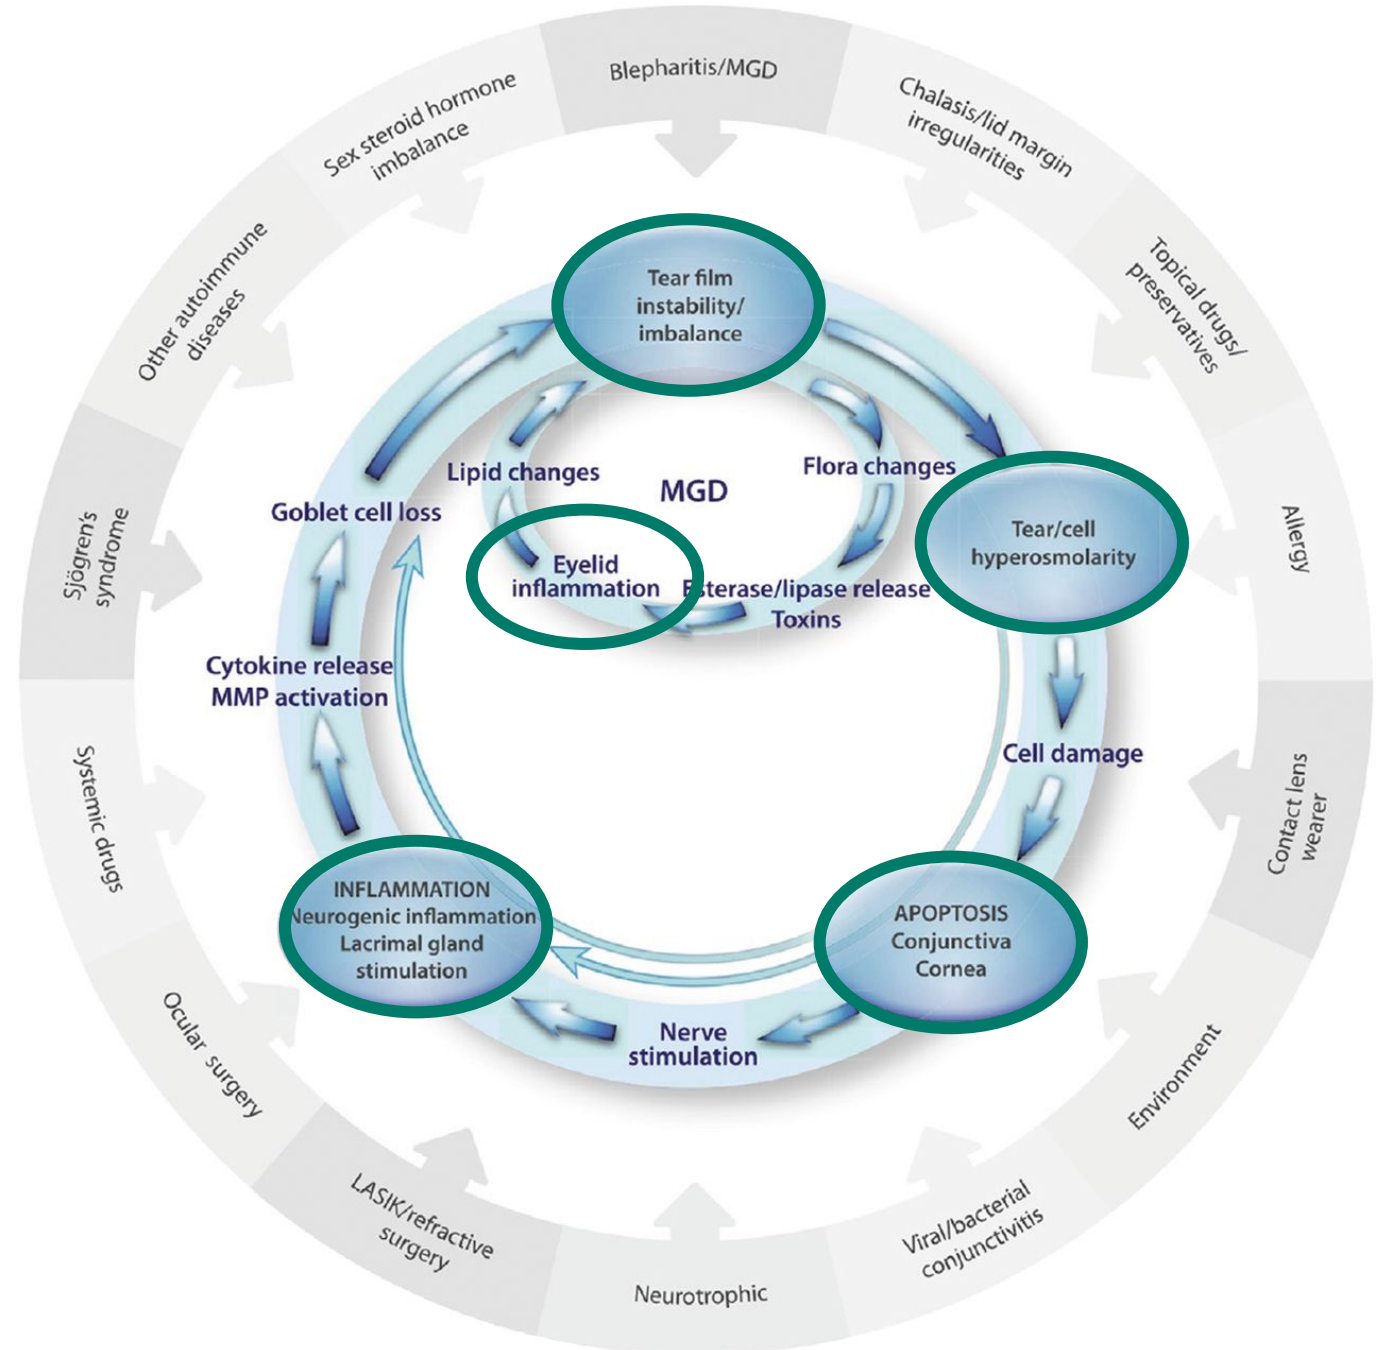 Blepharitis/MGD
Chalasis/lid margin
irregularities
Topical drugs/
preservatives
Allergy
Contact lens
wearer
Environment
Viral/bacterial
conjunctivitis
Neurotrophic
LASIK/refractive
surgery
Ocular surgery
Systemic drugs
Sjögren's
syndrome
Other autoimmune
diseases
Sex steroid hormone
imbalance
Tear film
instability/
imbalance
Tear/cell
hyperosmolarity
Cell damage
APOPTOSIS
Conjunctiva
Cornea
Nerve
stimulation
INFLAMMATION
Neurogenic inflammation
Lacrimal gland
stimulation
Cytokine release
MMP activation
Goblet cell loss
MGD
Flora changes
Esterase/lipase release
Toxins
Eyelid
inflammation
Lipid changes